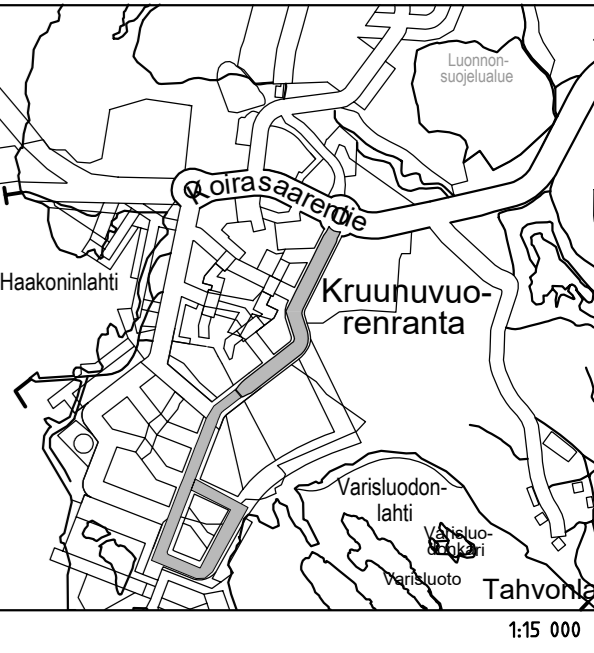 Luonnon-
suojelualue
Koirasaarentie
Haakoninlahti
Kruunuvuo-
renranta
Varisluodon-
lahti
Varisluo-
donkari
Varisluoto
Tahvonla
1:15 000